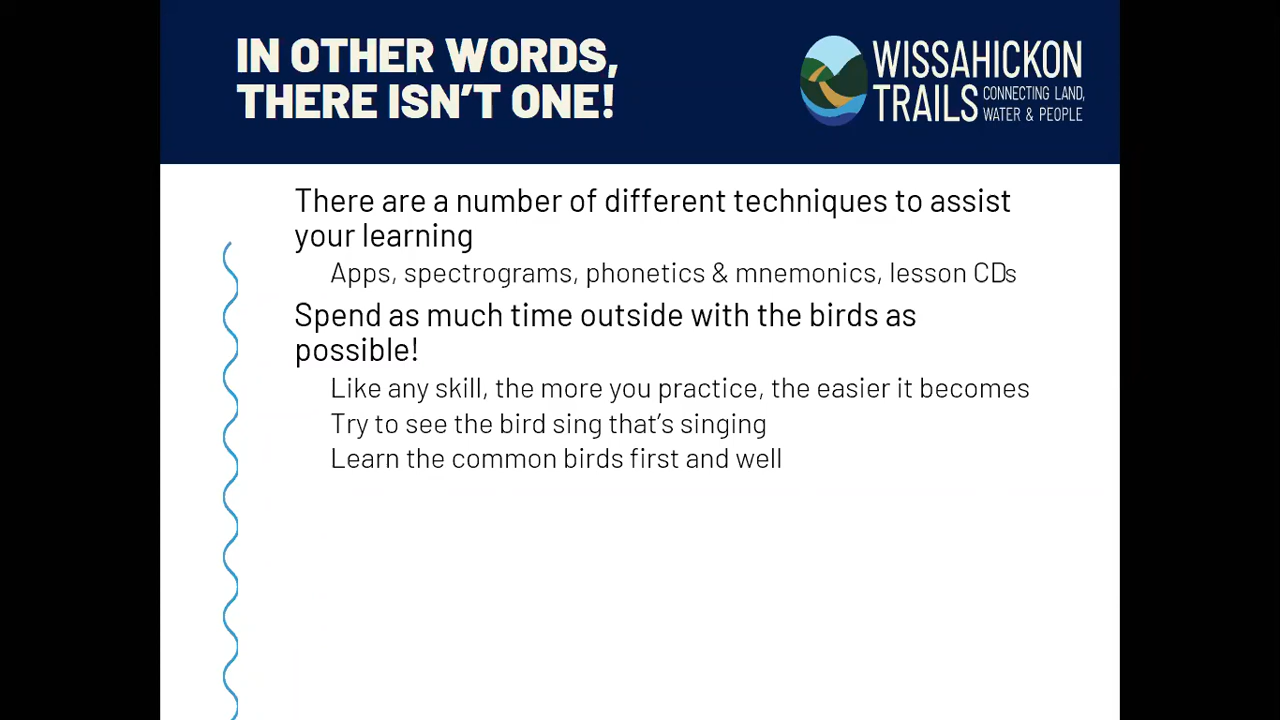 IN OTHER WORDS,
THERE ISN'T ONE!
WISSAHICKON
TRAILS CONNECTING LAND,
WATER & PEOPLE
There are a number of different techniques to assist
your learning
Apps, spectrograms, phonetics & mnemonics, lesson CDs
Spend as much time outside with the birds as
possible!
Like any skill, the more you practice, the easier it becomes
Try to see the bird sing that's singing
Learn the common birds first and well